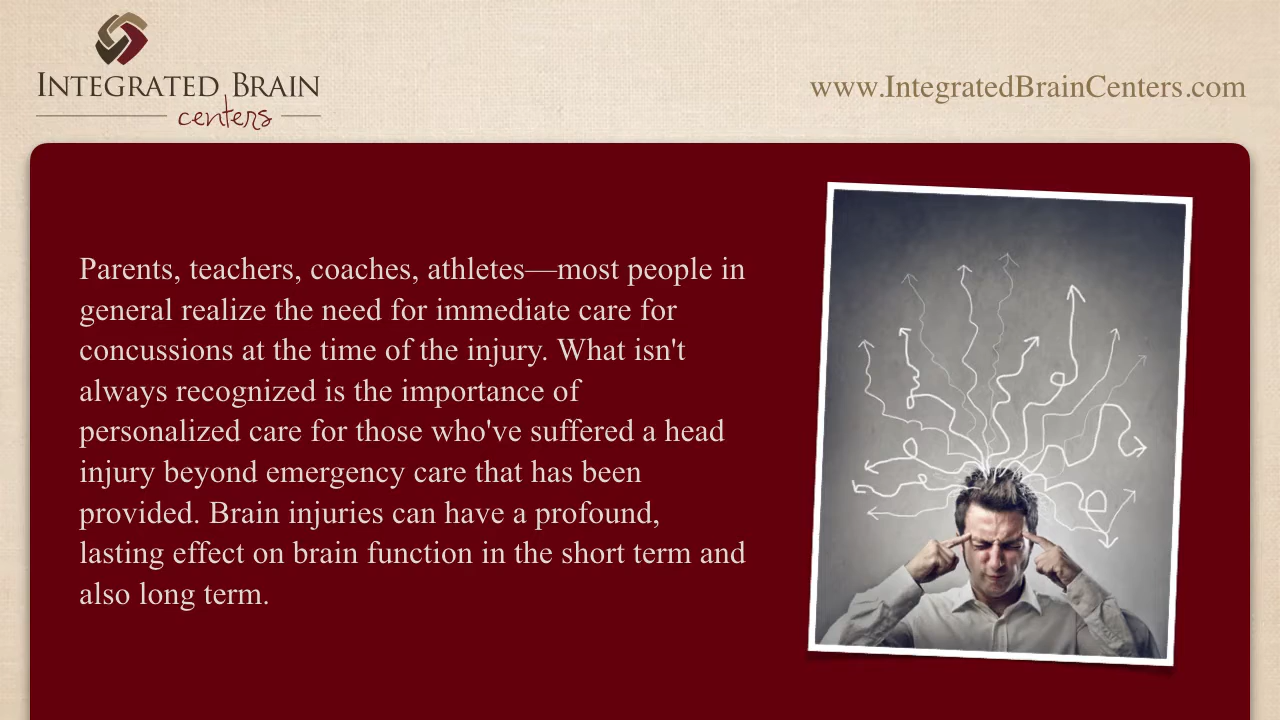 INTEGRATED BRAIN
centers
www.IntegratedBrainCenters.com
Parents, teachers, coaches, athletes—most people in
general realize the need for immediate care for
concussions at the time of the injury. What isn't
always recognized is the importance of
personalized care for those who've suffered a head
injury beyond emergency care that has been
provided. Brain injuries can have a profound,
lasting effect on brain function in the short term and
also long term.